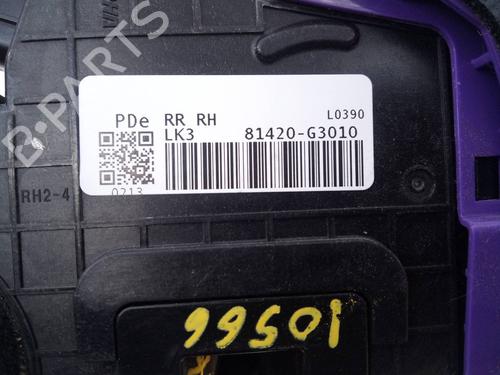 B-PARTS
PDe RR RH L0390
LK3 81420-G3010
0213
RH2-4
10566